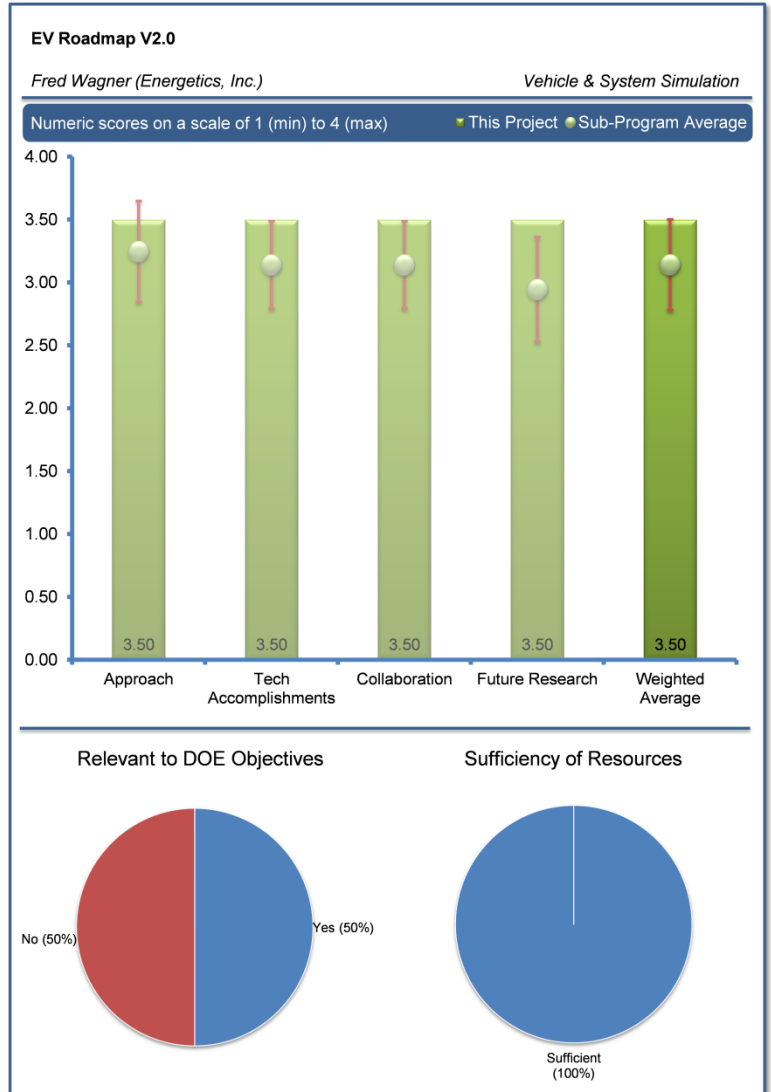 EV Roadmap V2.0
Fred Wagner (Energetics, Inc.) Vehicle & System Simulation
Numeric scores on a scale of 1 (min) to 4 (max) This Project Sub-Program Average
4.00
3.50
3.00
2.50
2.00
1.50
1.00
0.50
0.00
3.50 3.50 3.50 3.50 3.50
Approach Tech Collaboration Future Research Weighted
Accomplishments Average
Relevant to DOE Objectives Sufficiency of Resources
No (50%) Yes (50%)
Sufficient
(100%)